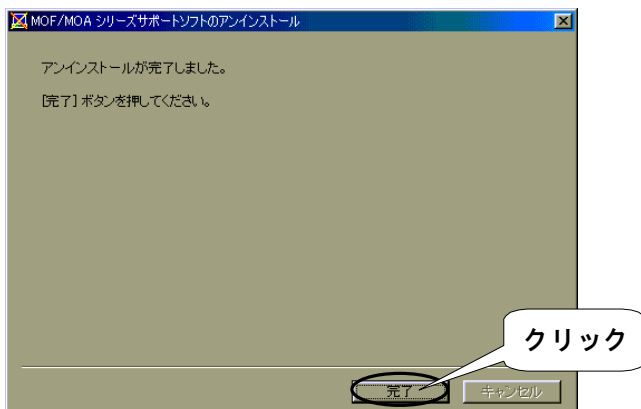 MOF/MOA シリーズサポートソフトのアンインストール
アンインストールが完了しました。
[完了] ボタンを押してください。
クリック
完了
キャンセル